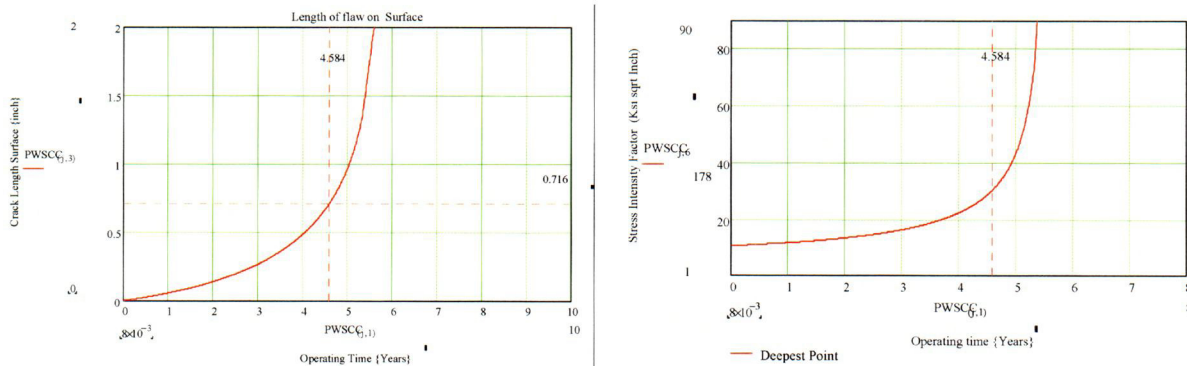 Length of flaw on Surface
2
2
4.584
1.5
Crack Length Surface {inch}
PWSCC(j,3)
1
0.716
0.5
0
0
0 1 2 3 4 5 6 7 8 9 10
.8×10⁻³
PWSCC(j,1)
10
Operating Time {Years}
90
4.584
80
60
Stress Intensity Factor (Ksi sqrt Inch)
PWSCC j,6
40
178
20
1
0 1 2 3 4 5 6 7 8
.8×10⁻³
PWSCC(j,1)
Operating time {Years}
Deepest Point